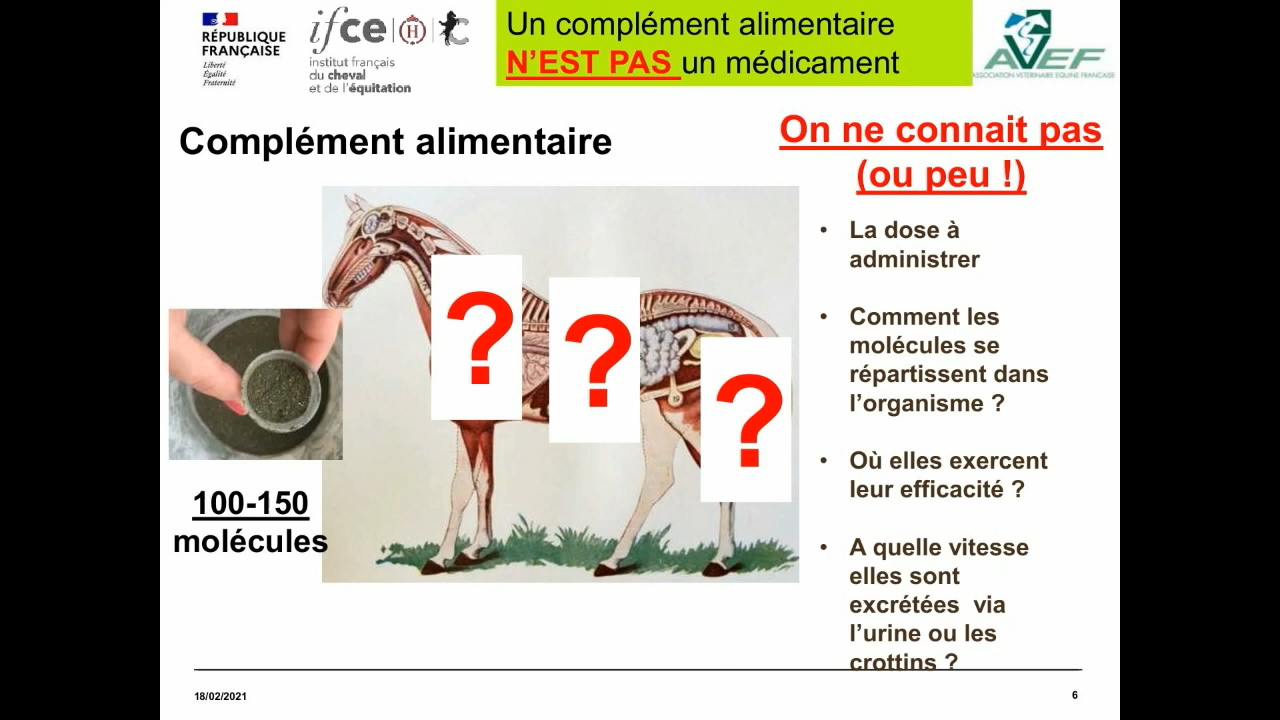 RÉPUBLIQUE
FRANÇAISE
Liberté
Égalité
Fraternité
ifce
H
institut français
du cheval
et de l'équitation
Un complément alimentaire
N'EST PAS un médicament
AVEF
ASSOCIATION VÉTÉRINAIRE ÉQUINE FRANÇAISE
Complément alimentaire
On ne connait pas
(ou peu !)
? ? ?
100-150
molécules
• La dose à
administrer
• Comment les
molécules se
répartissent dans
l'organisme ?
• Où elles exercent
leur efficacité ?
• A quelle vitesse
elles sont
excrétées via
l'urine ou les
crottins ?
18/02/2021
6